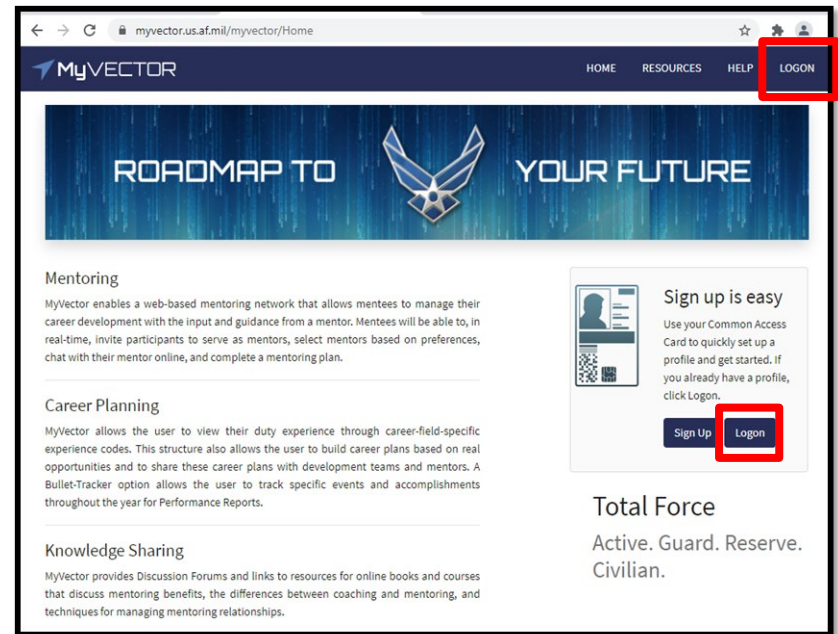 myvector.us.af.mil/myvector/Home
MyVECTOR
HOME RESOURCES HELP LOGON
ROADMAP TO YOUR FUTURE
Mentoring
MyVector enables a web-based mentoring network that allows mentees to manage their
career development with the input and guidance from a mentor. Mentees will be able to, in
real-time, invite participants to serve as mentors, select mentors based on preferences,
chat with their mentor online, and complete a mentoring plan.
Career Planning
MyVector allows the user to view their duty experience through career-field-specific
experience codes. This structure also allows the user to build career plans based on real
opportunities and to share these career plans with development teams and mentors. A
Bullet-Tracker option allows the user to track specific events and accomplishments
throughout the year for Performance Reports.
Knowledge Sharing
MyVector provides Discussion Forums and links to resources for online books and courses
that discuss mentoring benefits, the differences between coaching and mentoring, and
techniques for managing mentoring relationships.
Sign up is easy
Use your Common Access
Card to quickly set up a
profile and get started. If
you already have a profile,
click Logon.
Sign Up Logon
Total Force
Active. Guard. Reserve.
Civilian.